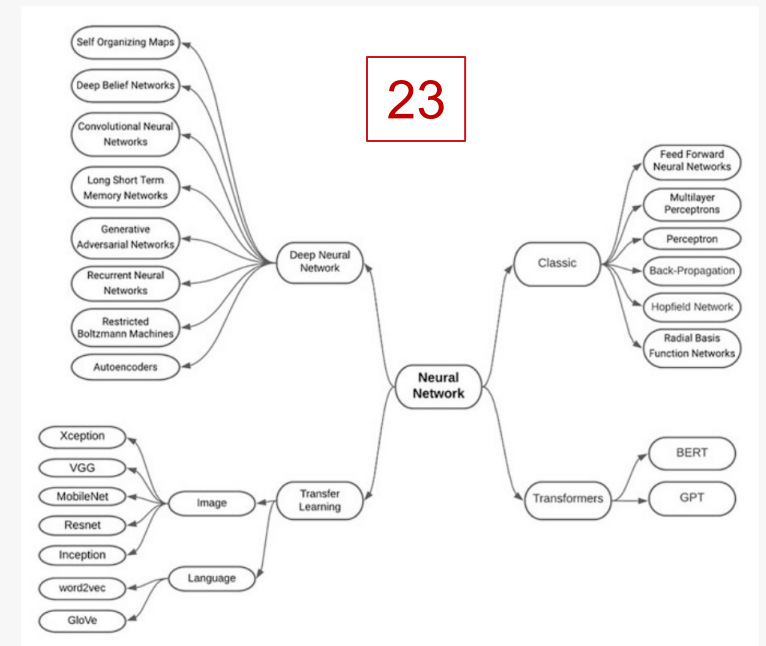 Self Organizing Maps
Deep Belief Networks
Convolutional Neural
Networks
Long Short Term
Memory Networks
Generative
Adversarial Networks
Recurrent Neural
Networks
Restricted
Boltzmann Machines
Autoencoders
23
Deep Neural
Network
Classic
Feed Forward
Neural Networks
Multilayer
Perceptrons
Perceptron
Back-Propagation
Hopfield Network
Radial Basis
Function Networks
Neural
Network
Xception
VGG
MobileNet
Resnet
Inception
word2vec
GloVe
Image
Language
Transfer
Learning
Transformers
BERT
GPT